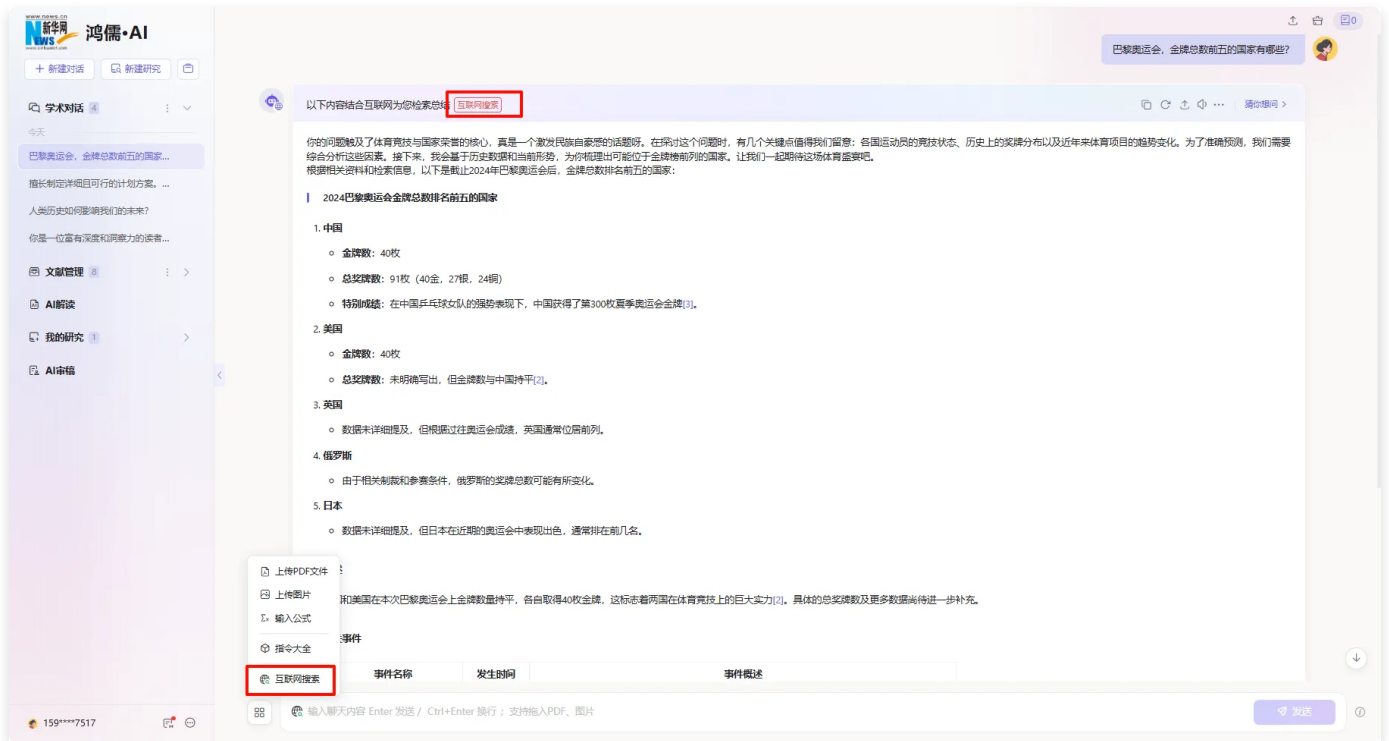 www.news.cn
新华网
NEWS
鸿儒•AI
0
巴黎奥运会，金牌总数前五的国家有哪些？
+ 新建对话
新建研究
学术对话 4
今天
巴黎奥运会，金牌总数前五的国家...
擅长制定详细且可行的计划方案。...
人类历史如何影响我们的未来？
你是一位富有深度和洞察力的读者...
文献管理 8
AI解读
我的研究 1
AI审稿
159****7517
以下内容结合互联网为您检索总结 互联网搜索
随你提问 >
你的问题触及了体育竞技与国家荣誉的核心，真是一个激发民族自豪感的话题呀。在探讨这个问题时，有几个关键点值得我们留意：各国运动员的竞技状态、历史上的奖牌分布以及近年来体育项目的趋势变化。为了准确预测，我们需要
综合分析这些因素。接下来，我会基于历史数据和当前形势，为你梳理出可能位于金牌榜前列的国家。让我们一起期待这场体育盛宴吧。
根据相关资料和检索信息，以下是截止2024年巴黎奥运会后，金牌总数排名前五的国家：
2024巴黎奥运会金牌总数排名前五的国家
1. 中国
金牌数：40枚
总奖牌数：91枚（40金，27银，24铜）
特别成绩：在中国乒乓球女队的强势表现下，中国获得了第300枚夏季奥运会金牌[3]。
2. 美国
金牌数：40枚
总奖牌数：未明确写出，但金牌数与中国持平[2]。
3. 英国
数据未详细提及，但根据过往奥运会成绩，英国通常位居前列。
4. 俄罗斯
由于相关制裁和参赛条件，俄罗斯的奖牌总数可能有所变化。
5. 日本
数据未详细提及，但日本在近期的奥运会中表现出色，通常排在前几名。
和美国在本次巴黎奥运会上金牌数量持平，各自取得40枚金牌，这标志着两国在体育竞技上的巨大实力[2]。具体的总奖牌数及更多数据尚待进一步补充。
事件
事件名称 发生时间 事件概述
上传PDF文件
上传图片
输入公式
指令大全
互联网搜索
输入聊天内容 Enter 发送 / Ctrl+Enter 换行；支持拖入PDF、图片
发送